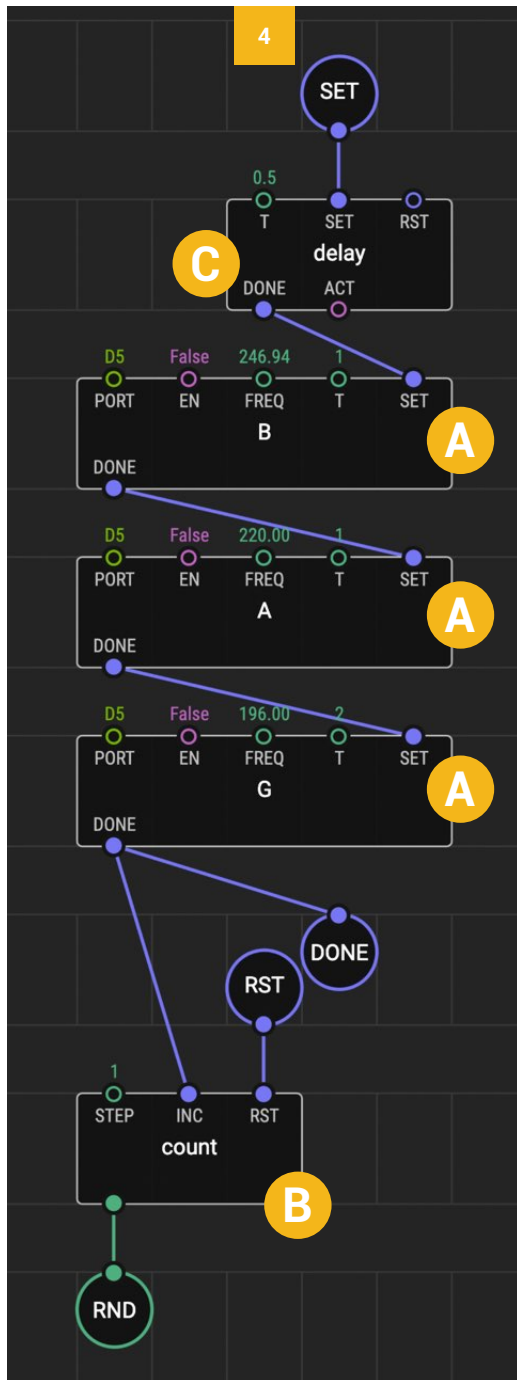 4
SET
0.5
T SET RST
delay
C
DONE ACT
D5 False 246.94 1
PORT EN FREQ T SET
B
A
DONE
D5 False 220.00 1
PORT EN FREQ T SET
A
A
DONE
D5 False 196.00 2
PORT EN FREQ T SET
G
A
DONE
DONE
RST
1
STEP INC RST
count
B
RND